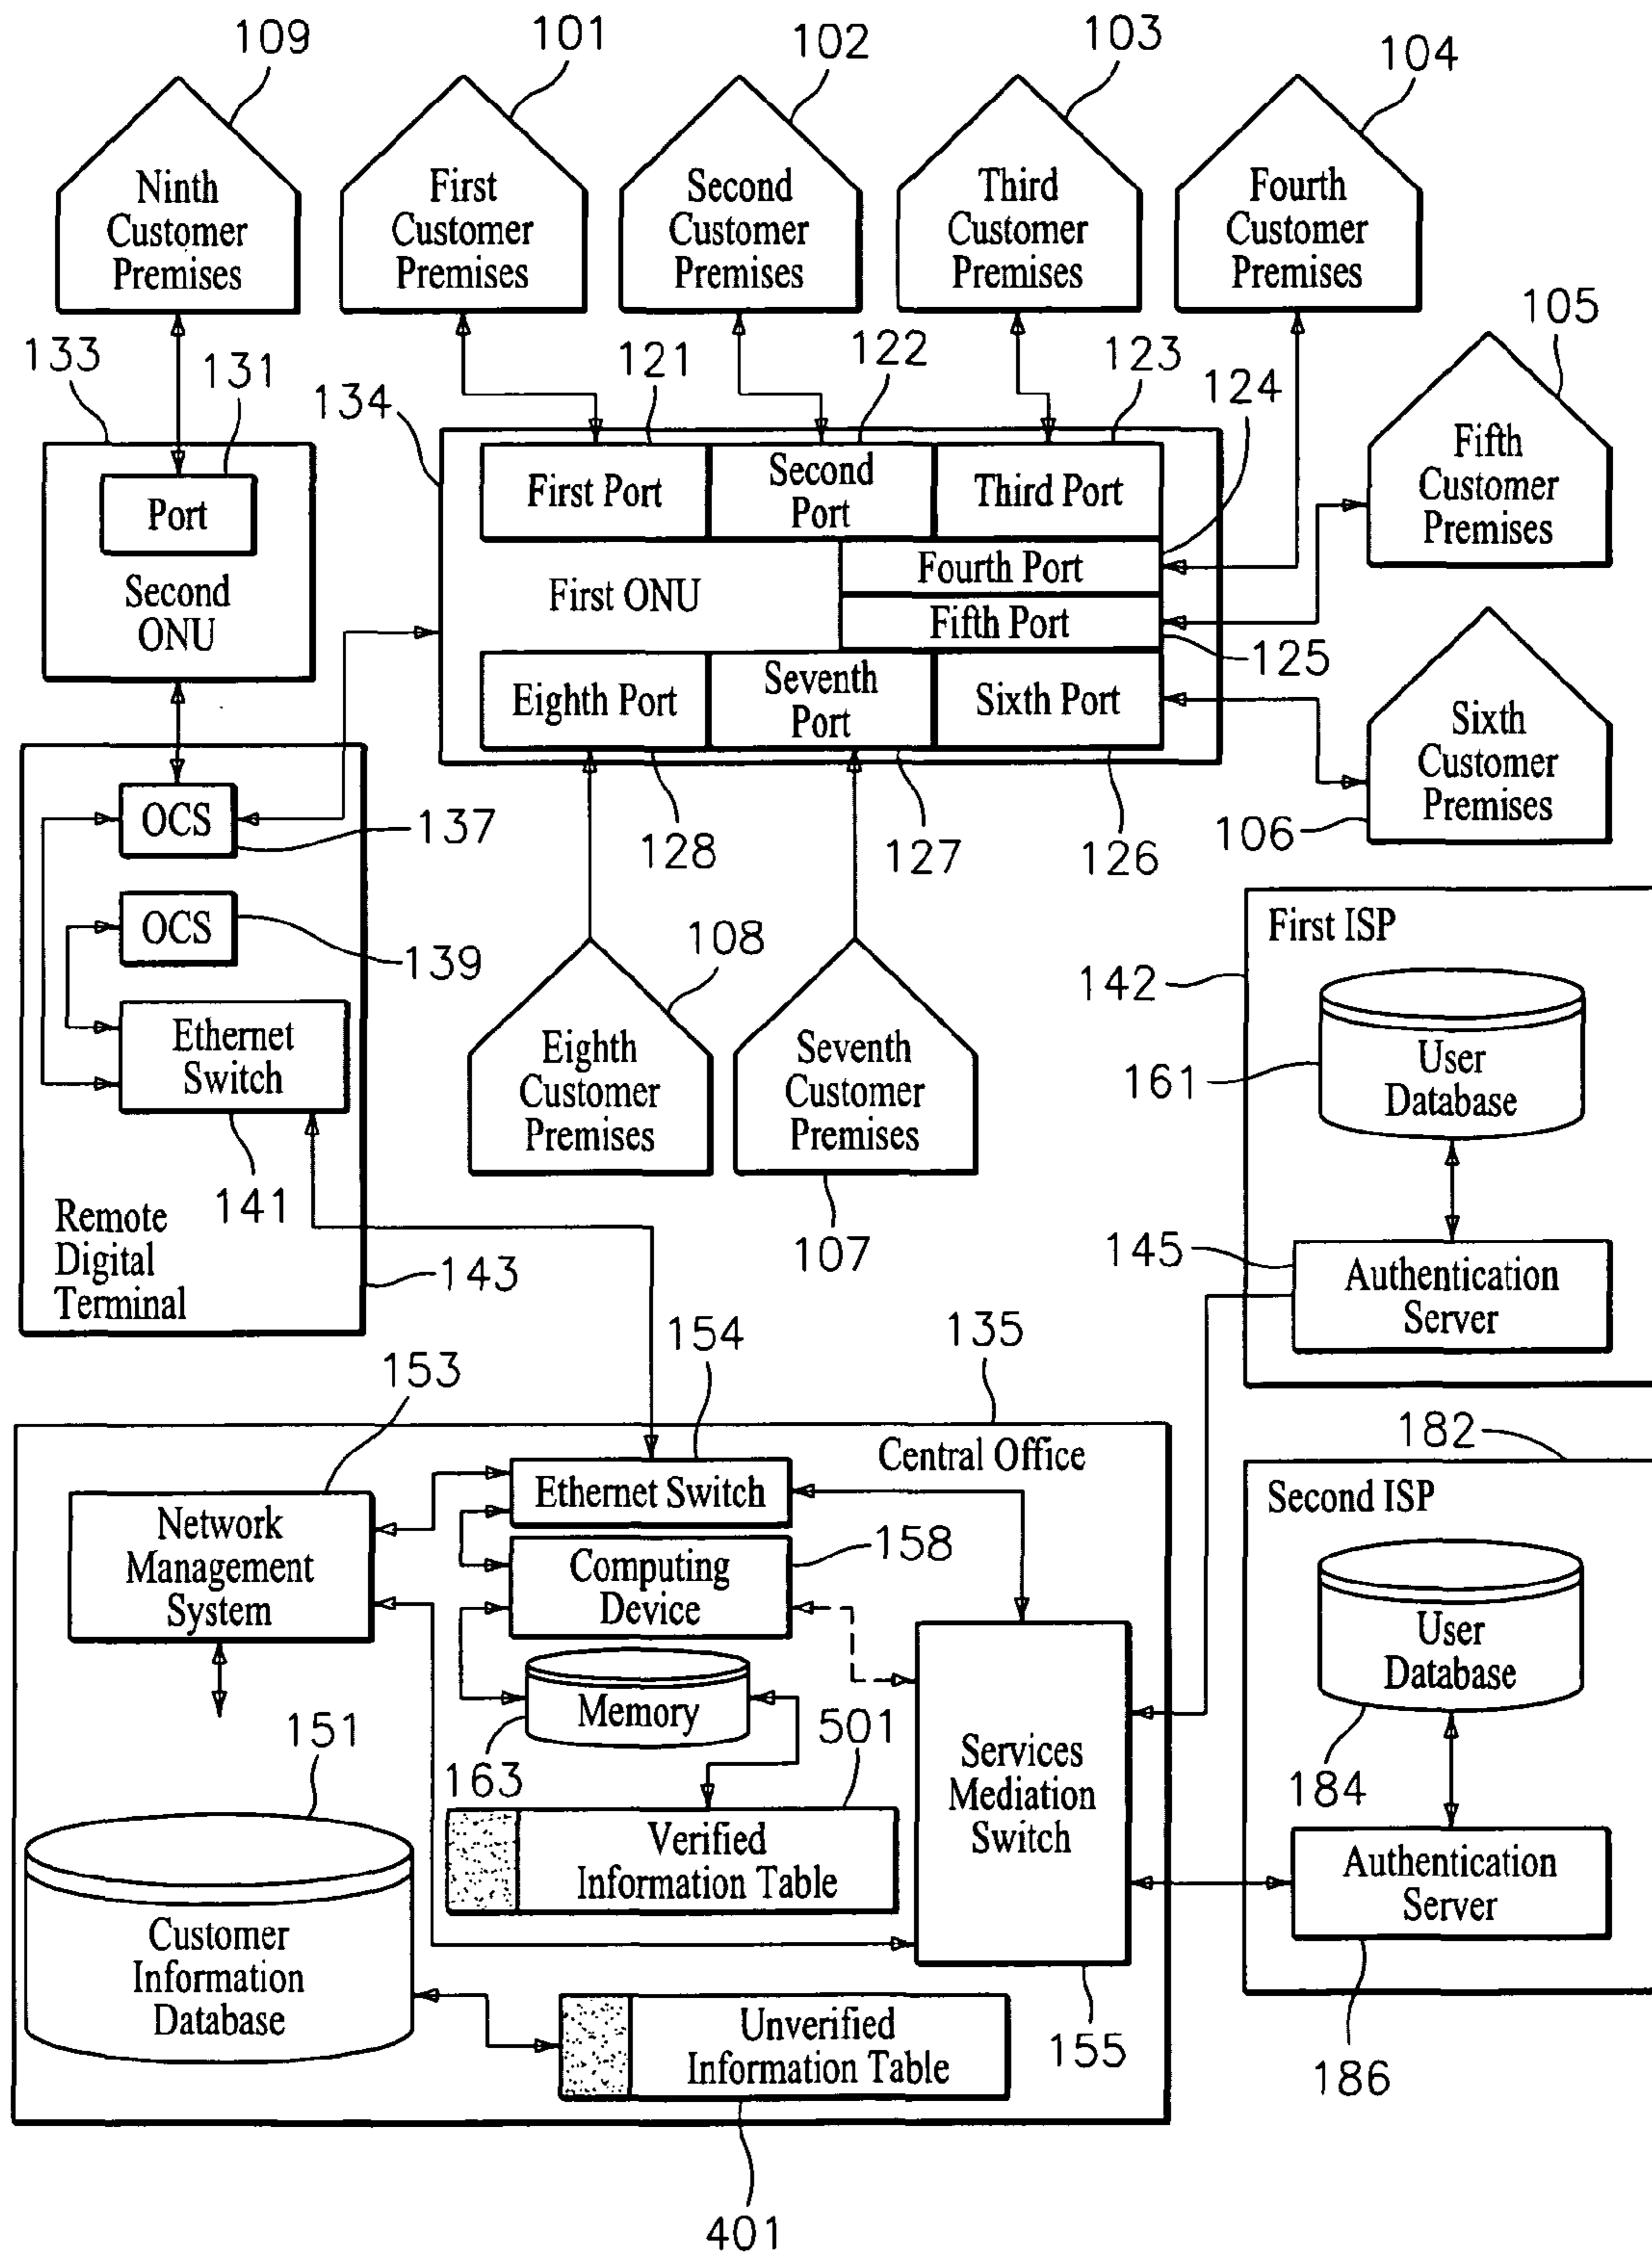 109
101
102
103
104
Ninth
Customer
Premises
First
Customer
Premises
Second
Customer
Premises
Third
Customer
Premises
Fourth
Customer
Premises
105
133
131
134
121
122
123
124
Port
Second
ONU
First Port
Second
Port
Third Port
Fourth Port
First ONU
Fifth Port
125
Eighth Port
Seventh
Port
Sixth Port
Fifth
Customer
Premises
Sixth
Customer
Premises
106
OCS
137
128
127
126
OCS
139
Ethernet
Switch
141
Remote
Digital
Terminal
143
108
Eighth
Customer
Premises
Seventh
Customer
Premises
107
First ISP
142
User
Database
161
145
Authentication
Server
154
135
153
Central Office
Network
Management
System
Ethernet Switch
Computing
Device
158
Memory
163
501
151
Verified
Information Table
Services
Mediation
Switch
Customer
Information
Database
Unverified
Information Table
155
401
182
Second ISP
User
Database
184
Authentication
Server
186